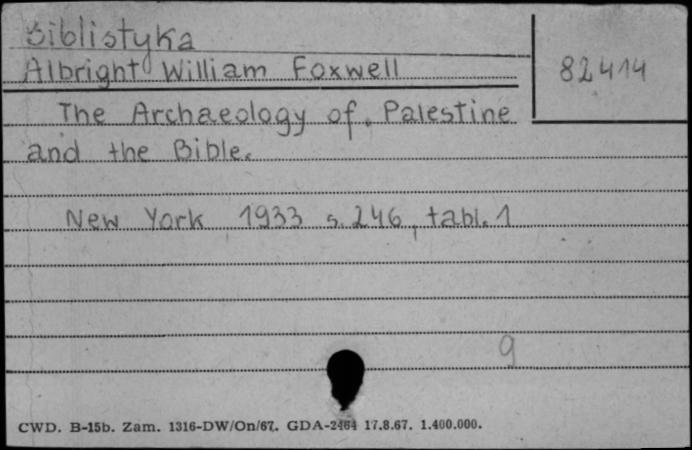 Biblistyka
Albright William Foxwell
82414
The Archaeology of Palestine
and the Bible.
New York 1933 s. 246, tabl. 1
9
CWD. B-15b. Zam. 1316-DW/On/67. GDA-2464 17.8.67. 1.400.000.